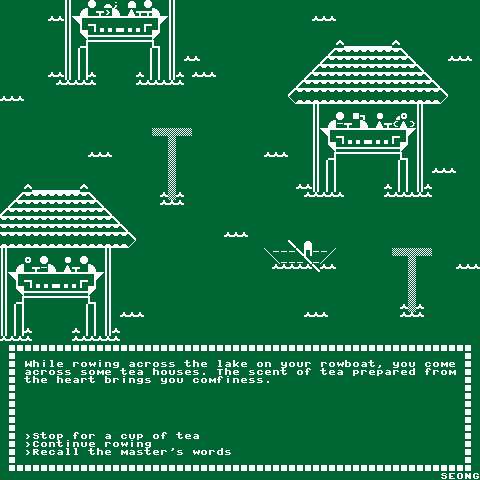 While rowing across the lake on your rowboat, you come
across some tea houses. The scent of tea prepared from
the heart brings you comfiness.
>Stop for a cup of tea
>Continue rowing
>Recall the Master's words
SEONG